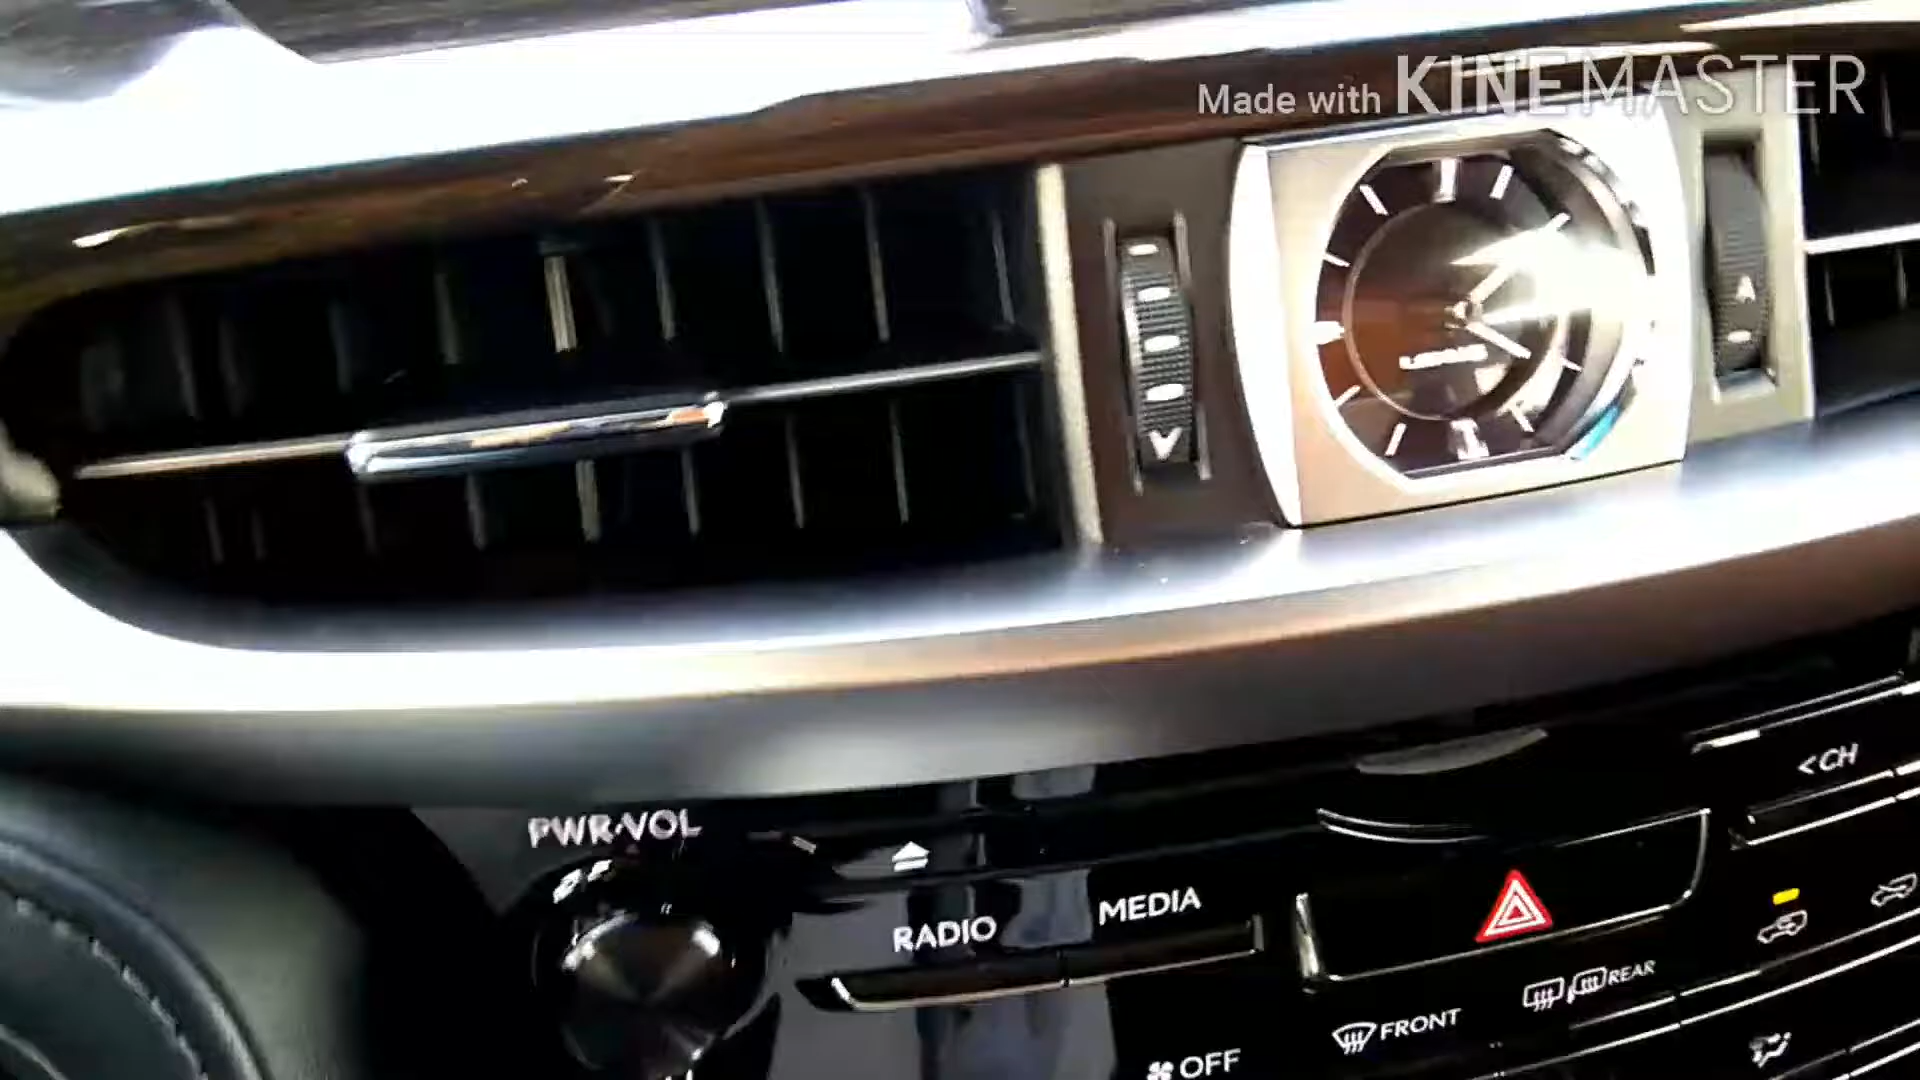 Made with KINEMASTER
PWR·VOL
RADIO
MEDIA
<CH
FRONT
REAR
OFF